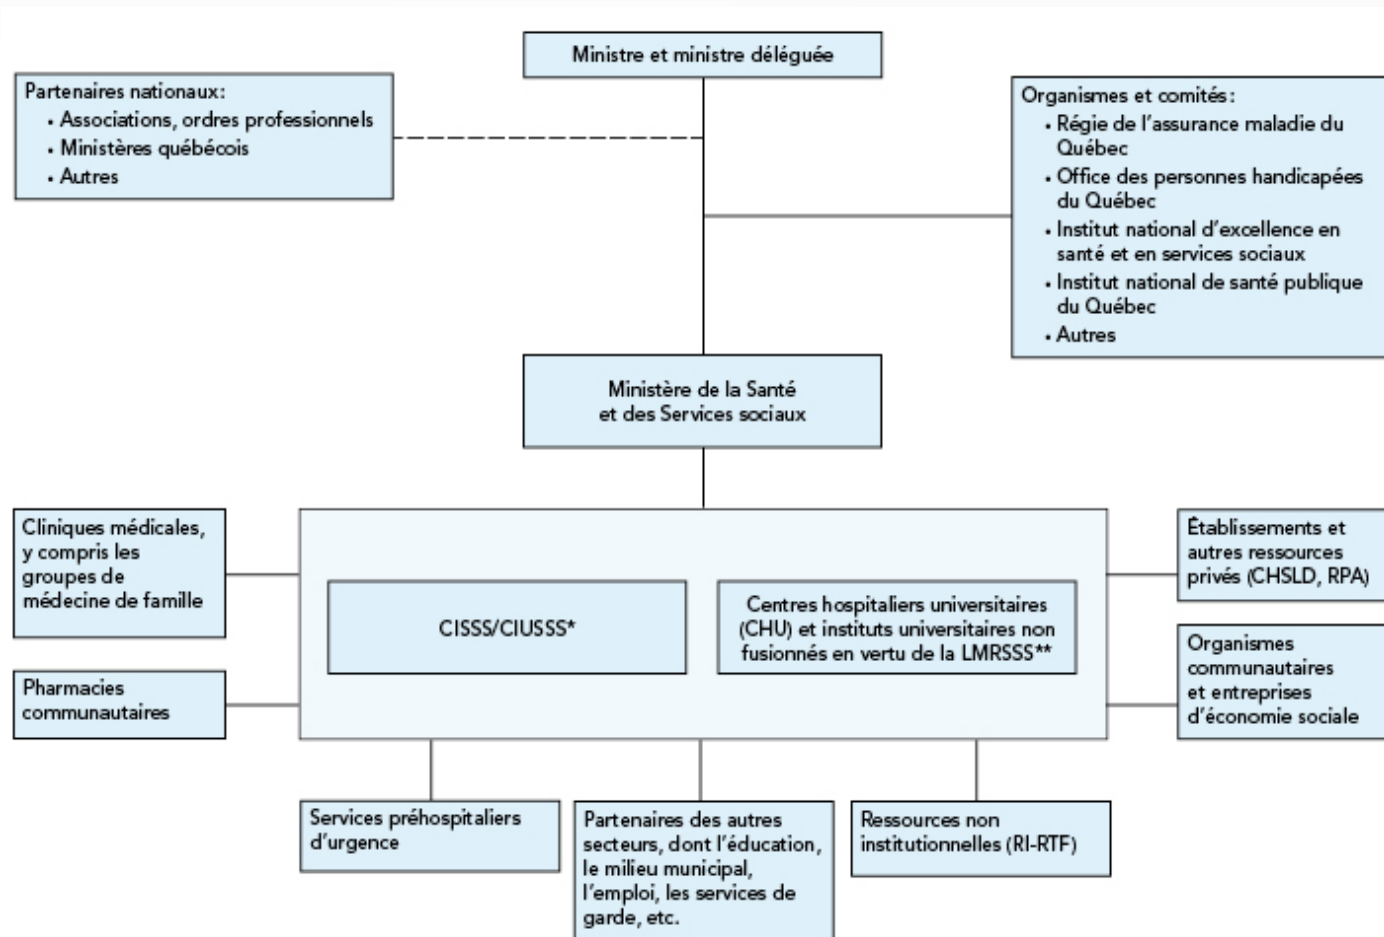 Ministre et ministre déléguée
Partenaires nationaux:
• Associations, ordres professionnels
• Ministères québécois
• Autres
Organismes et comités:
• Régie de l'assurance maladie du
Québec
• Office des personnes handicapées
du Québec
• Institut national d'excellence en
santé et en services sociaux
• Institut national de santé publique
du Québec
• Autres
Ministère de la Santé
et des Services sociaux
Cliniques médicales,
y compris les
groupes de
médecine de famille
Pharmacies
communautaires
CISSS/CIUSSS*
Centres hospitaliers universitaires
(CHU) et instituts universitaires non
fusionnés en vertu de la LMRSSS**
Établissements et
autres ressources
privés (CHSLD, RPA)
Organismes
communautaires
et entreprises
d'économie sociale
Services préhospitaliers
d'urgence
Partenaires des autres
secteurs, dont l'éducation,
le milieu municipal,
l'emploi, les services de
garde, etc.
Ressources non
institutionnelles (RI-RTF)